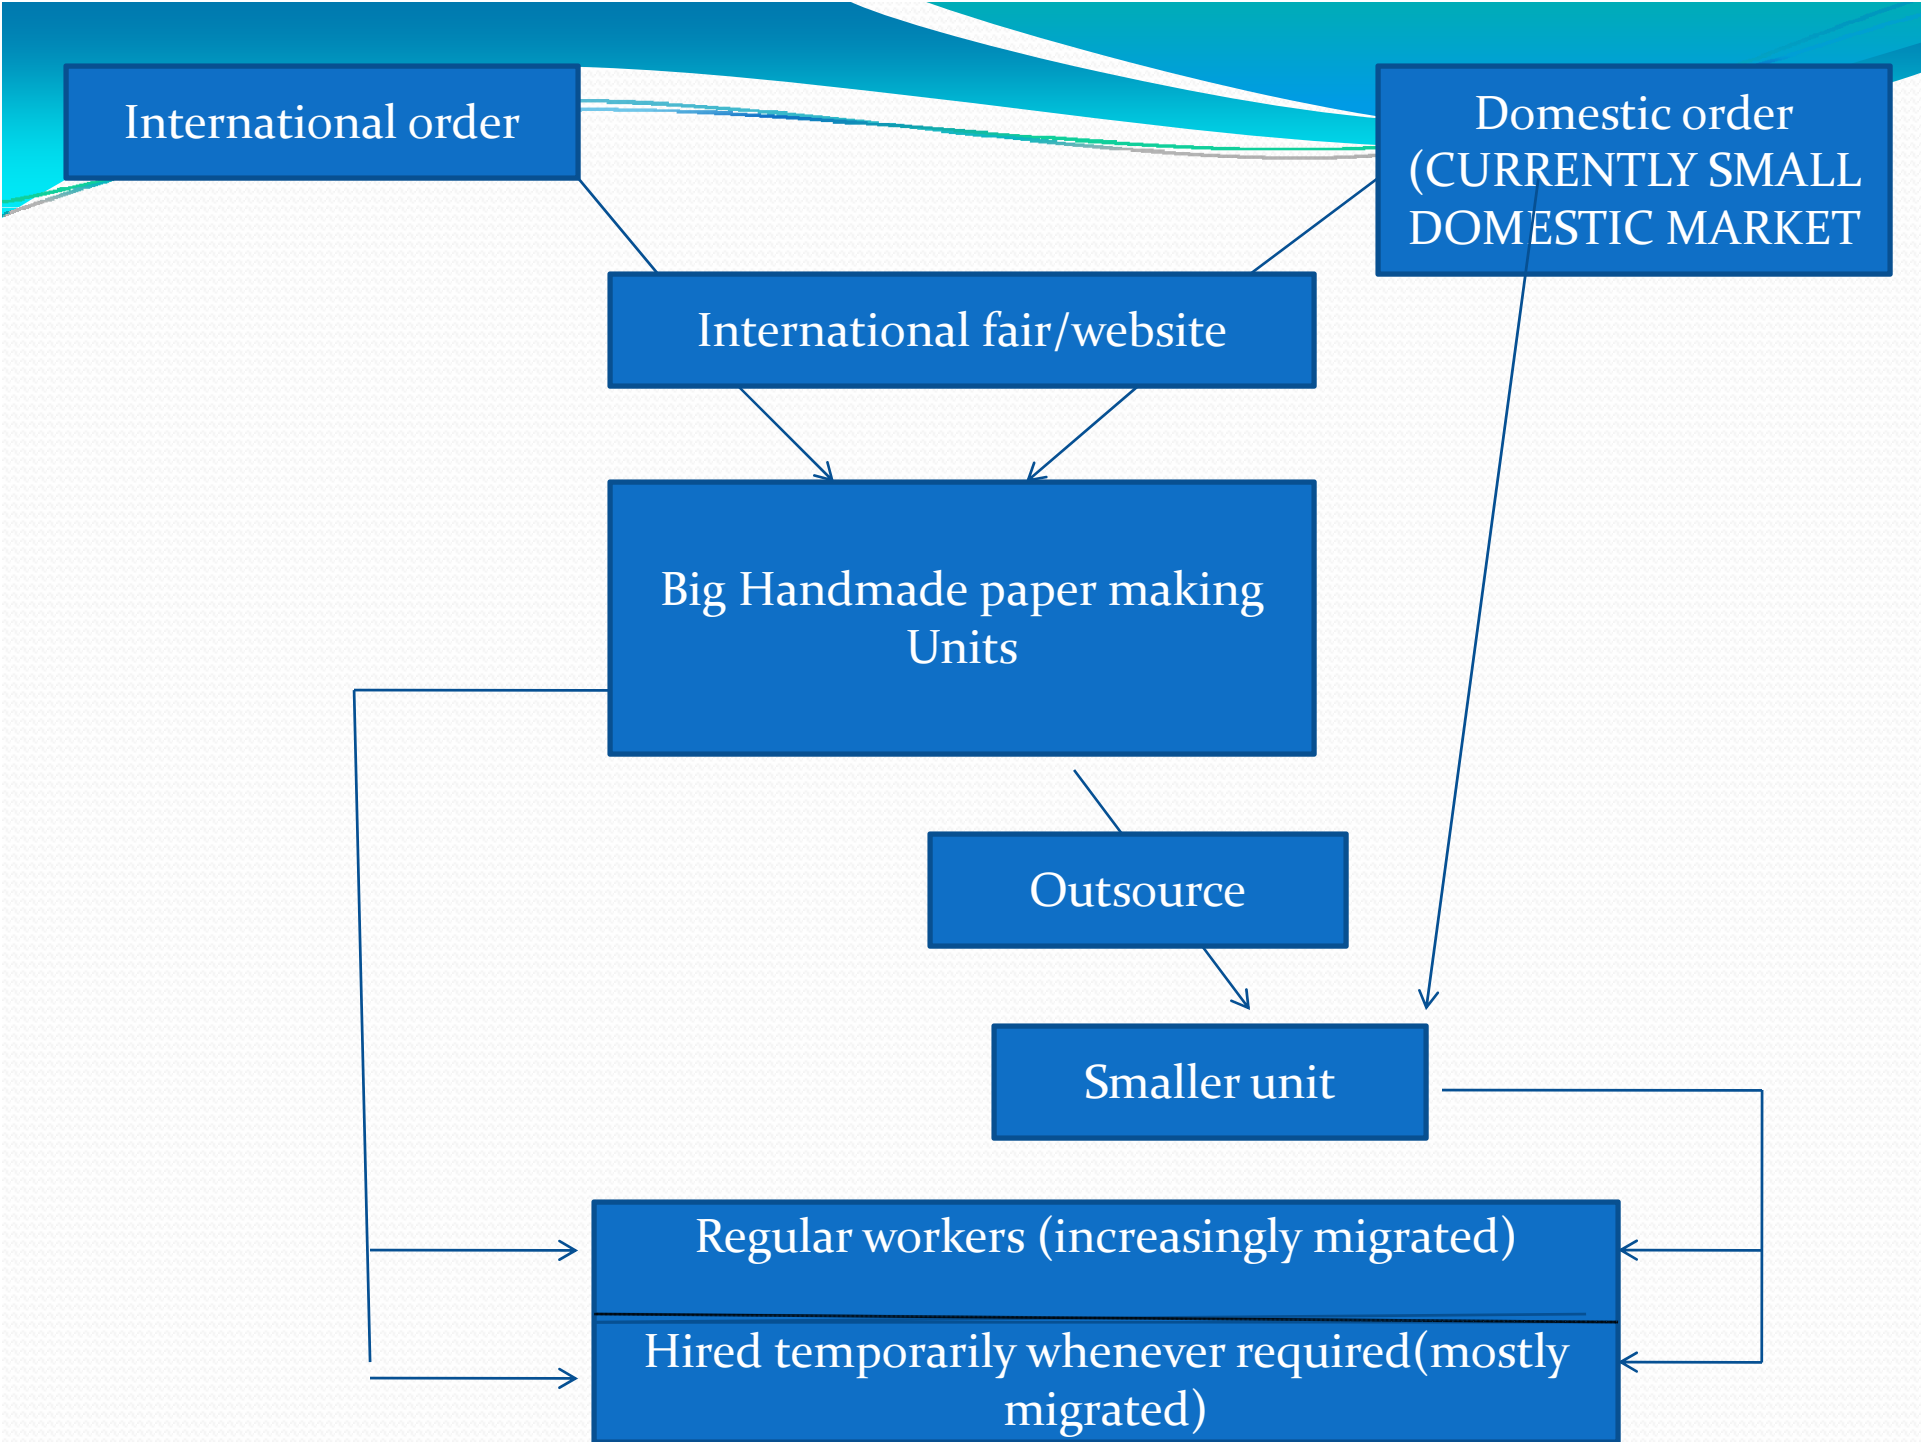 International order
Domestic order
(CURRENTLY SMALL
DOMESTIC MARKET
International fair/website
Big Handmade paper making
Units
Outsource
Smaller unit
Regular workers (increasingly migrated)
Hired temporarily whenever required(mostly
migrated)